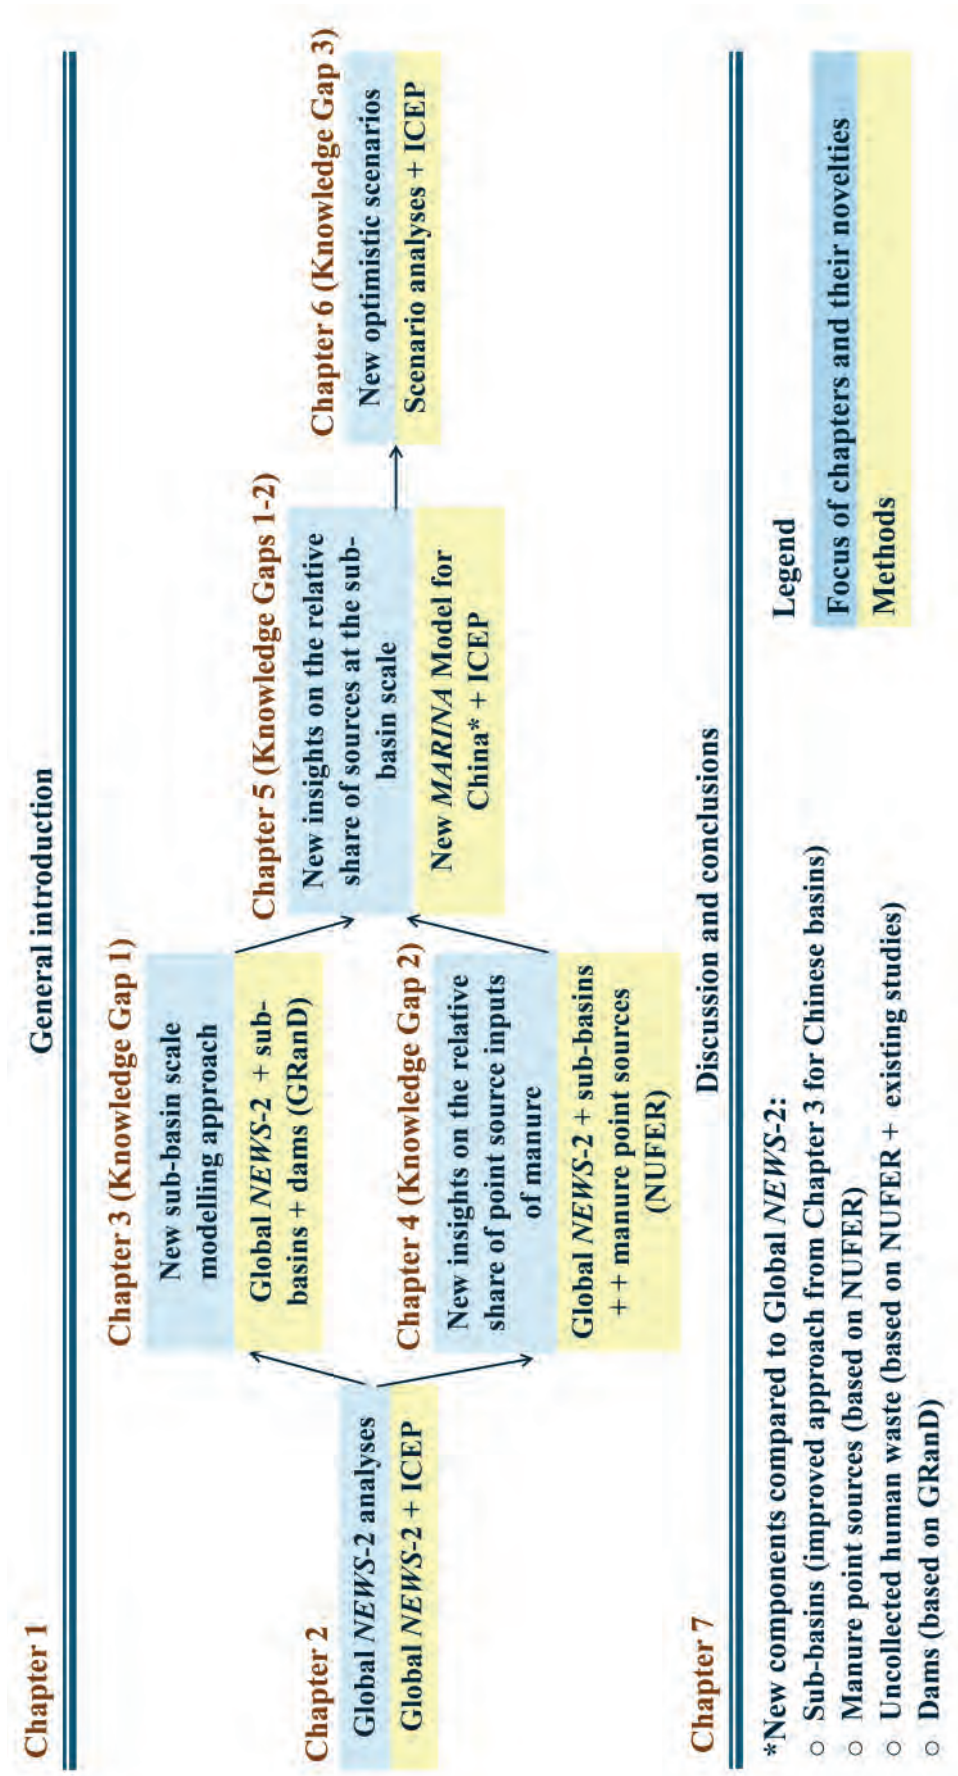 Chapter 1
General introduction
Chapter 2
Global NEWS-2 analyses
Global NEWS-2 + ICEP
Chapter 3 (Knowledge Gap 1)
New sub-basin scale
modelling approach
Global NEWS-2 + sub-
basins + dams (GRanD)
Chapter 4 (Knowledge Gap 2)
New insights on the relative
share of point source inputs
of manure
Global NEWS-2 + sub-basins
++ manure point sources
(NUFER)
Chapter 5 (Knowledge Gaps 1-2)
New insights on the relative
share of sources at the sub-
basin scale
New MARINA Model for
China* + ICEP
Chapter 6 (Knowledge Gap 3)
New optimistic scenarios
Scenario analyses + ICEP
Chapter 7
Discussion and conclusions
*New components compared to Global NEWS-2:
○ Sub-basins (improved approach from Chapter 3 for Chinese basins)
○ Manure point sources (based on NUFER)
○ Uncollected human waste (based on NUFER + existing studies)
○ Dams (based on GRanD)
Legend
Focus of chapters and their novelties
Methods